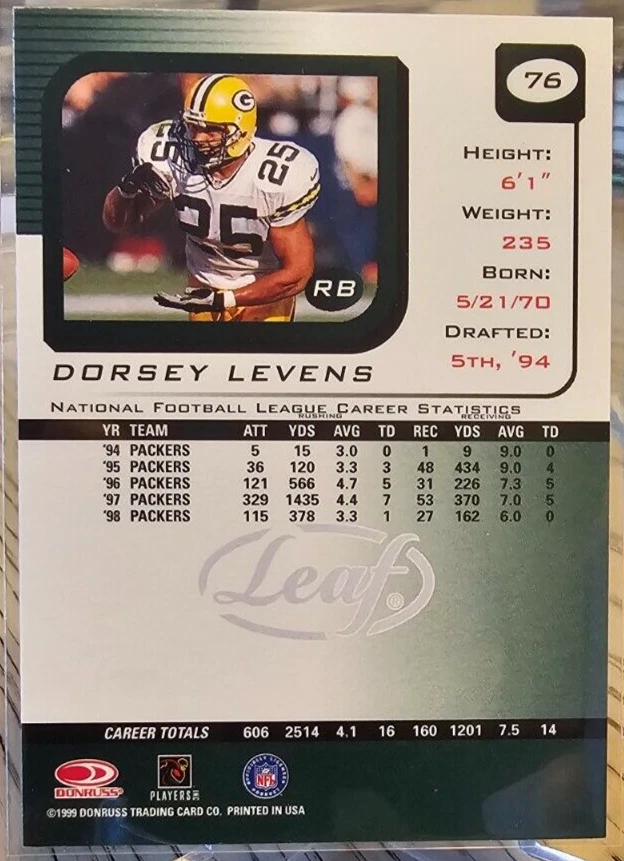 76
HEIGHT:
6'1"
WEIGHT:
235
BORN:
5/21/70
DRAFTED:
5TH, '94
G
25
25
25
RB
DORSEY LEVENS
NATIONAL FOOTBALL LEAGUE CAREER STATISTICS
RUSHING RECEIVING
YR TEAM ATT YDS AVG TD REC YDS AVG TD
'94 PACKERS 5 15 3.0 0 1 9 9.0 0
'95 PACKERS 36 120 3.3 3 48 434 9.0 4
'96 PACKERS 121 566 4.7 5 31 226 7.3 5
'97 PACKERS 329 1435 4.4 7 53 370 7.0 5
'98 PACKERS 115 378 3.3 1 27 162 6.0 0
Leaf®
CAREER TOTALS 606 2514 4.1 16 160 1201 7.5 14
DONRUSS®
PLAYERS INC
NFL
©1999 DONRUSS TRADING CARD CO. PRINTED IN USA